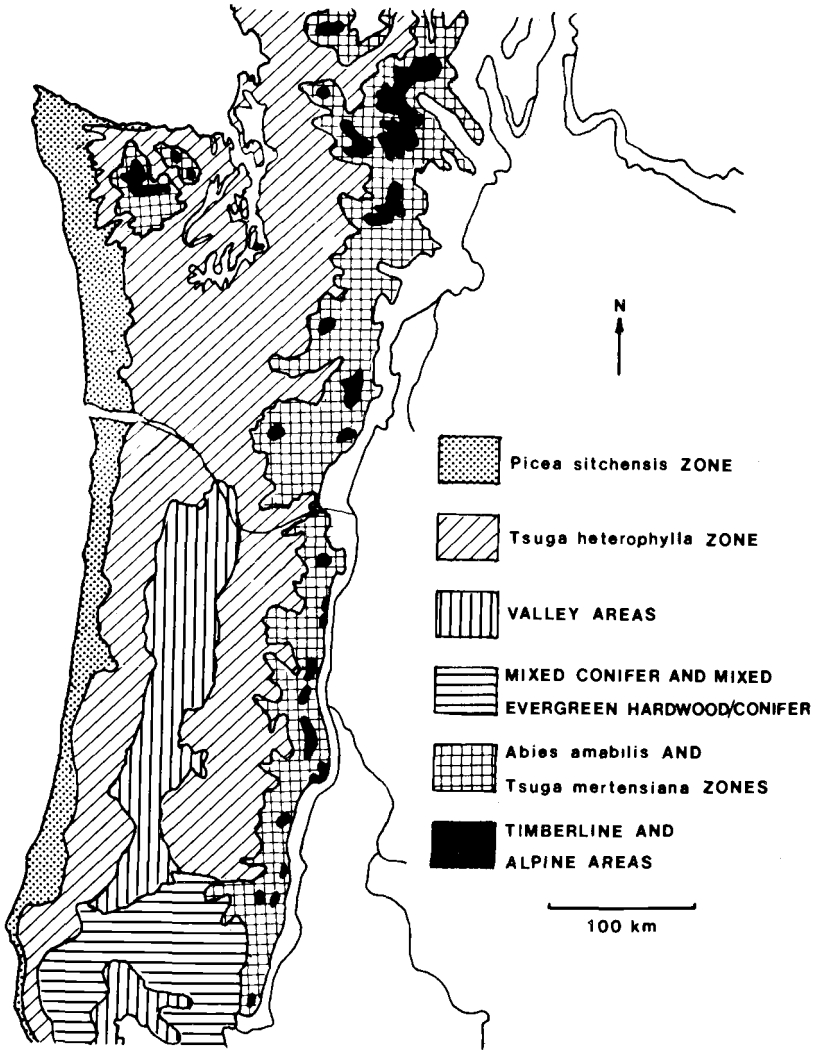 N
Picea sitchensis ZONE
Tsuga heterophylla ZONE
VALLEY AREAS
MIXED CONIFER AND MIXED
EVERGREEN HARDWOOD/CONIFER
Abies amabilis AND
Tsuga mertensiana ZONES
TIMBERLINE AND
ALPINE AREAS
100 km